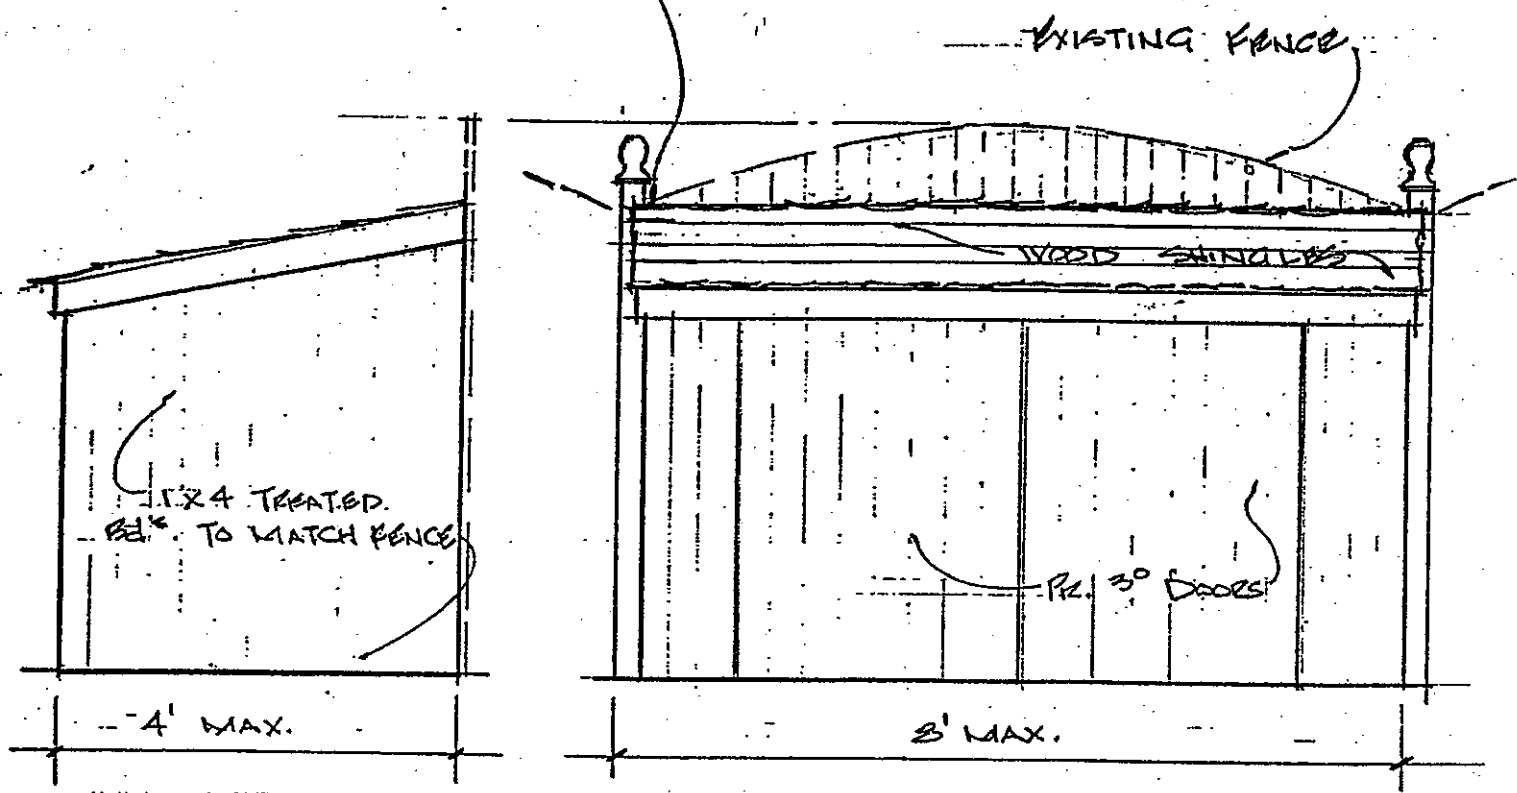 EXISTING FENCE
WOOD SHINGLES
1x4 TREATED
Bd's. TO MATCH FENCE
PR. 3° DOORS
4' MAX.
8' MAX.